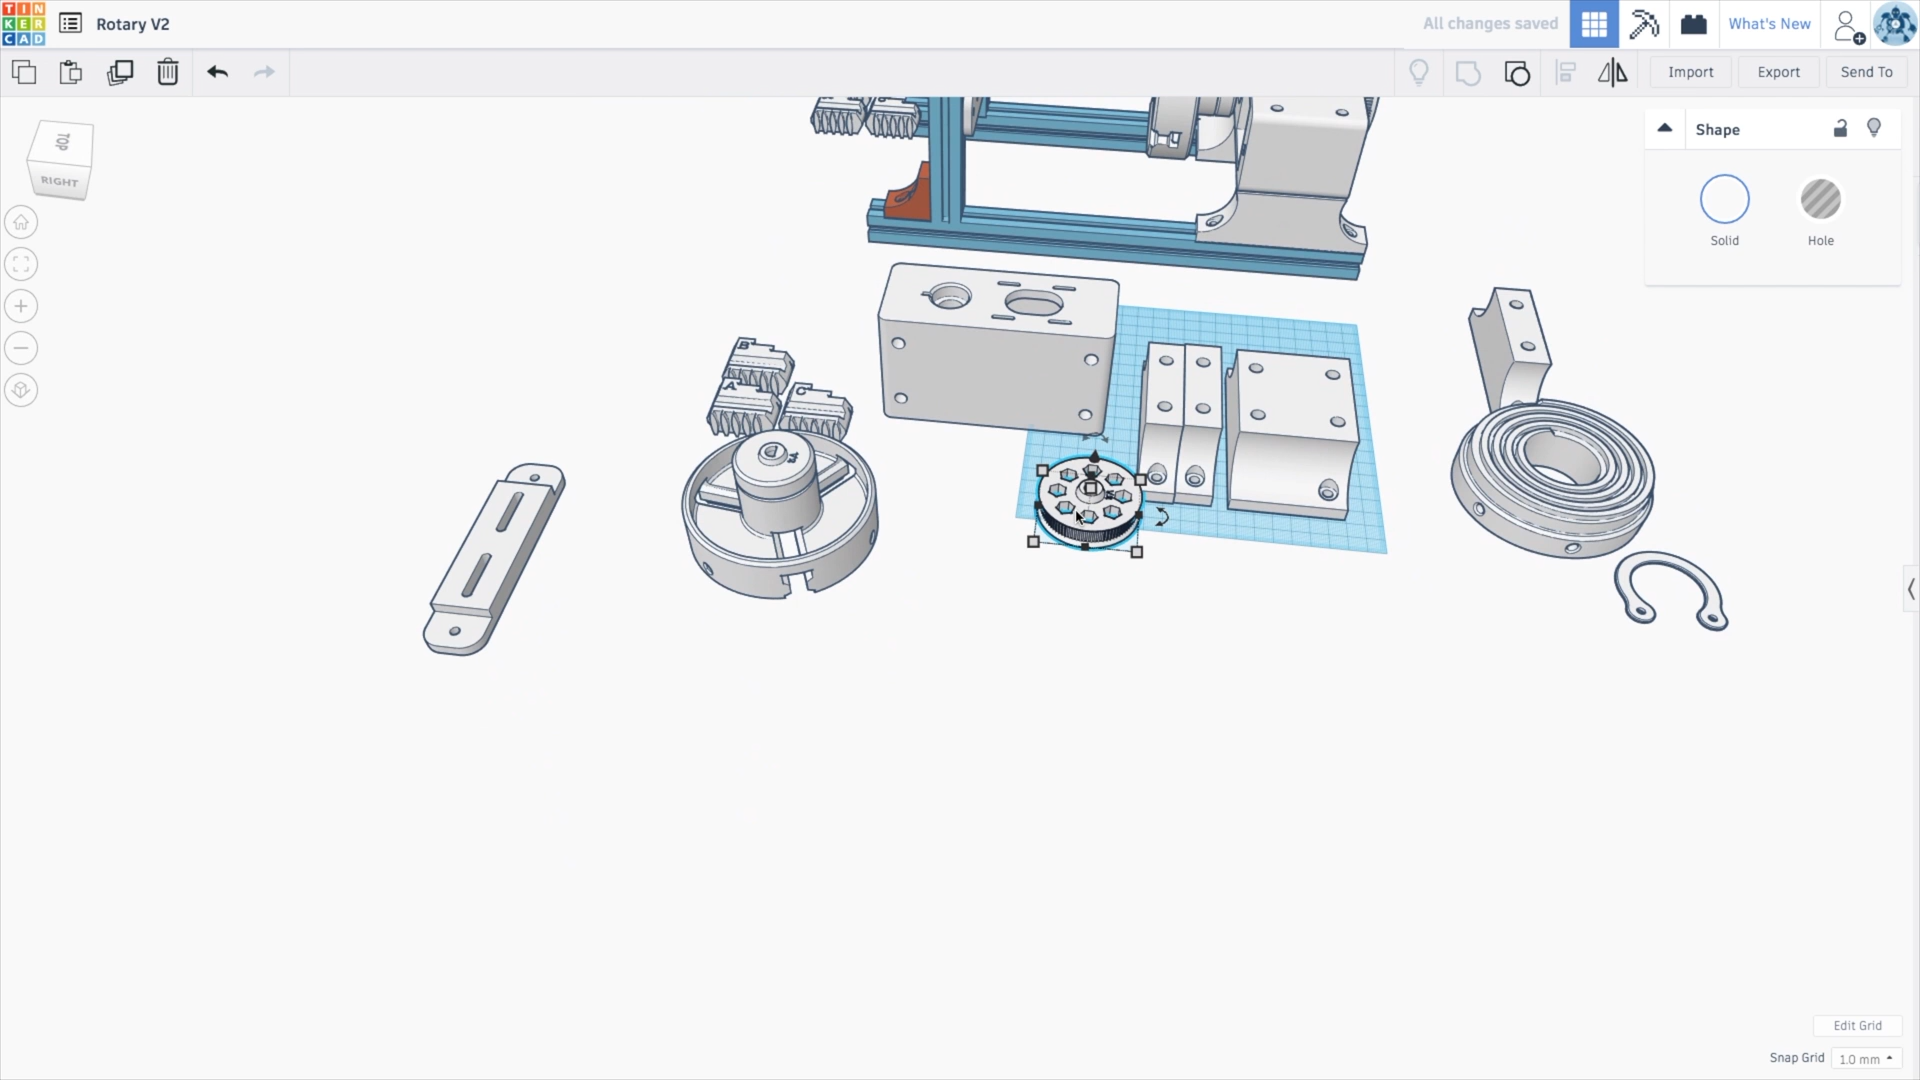 TIN
KER
CAD
Rotary V2
All changes saved
What's New
Import
Export
Send To
TOP
RIGHT
Shape
Solid
Hole
B
A
C
Edit Grid
Snap Grid
1.0 mm